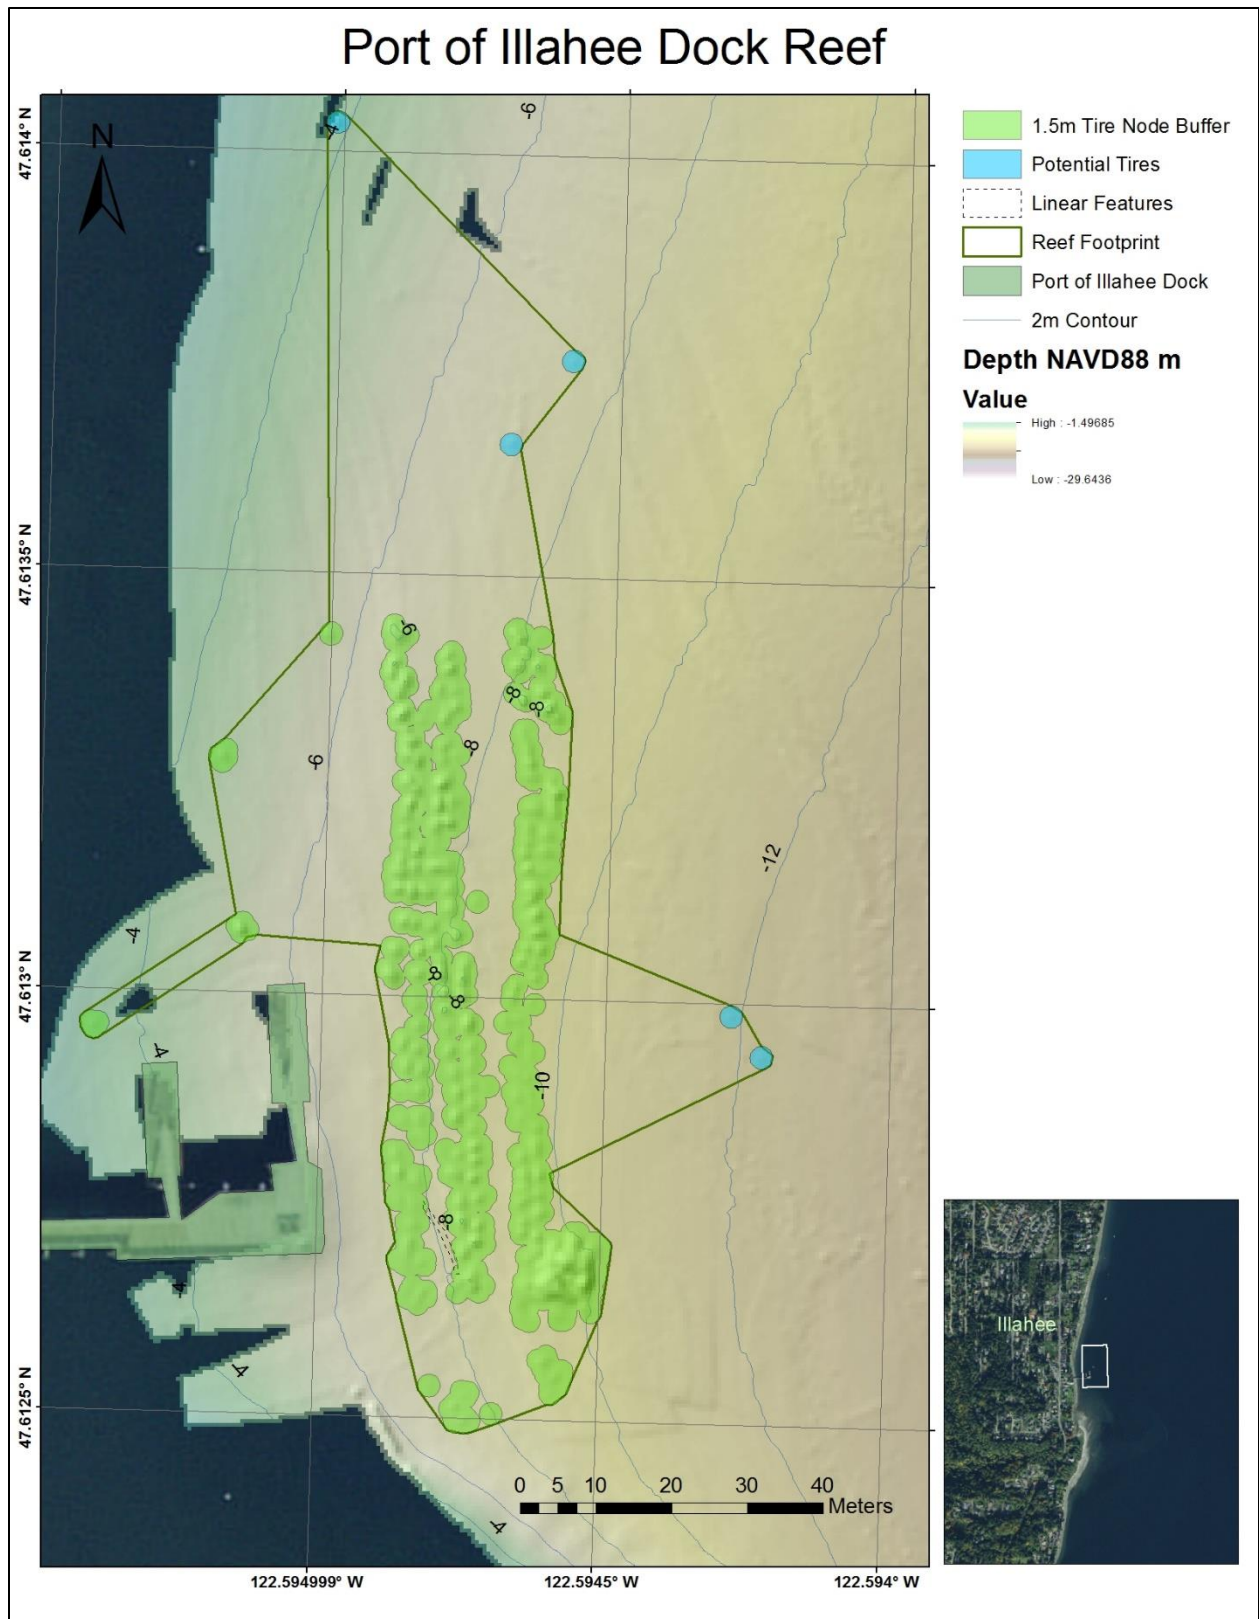 Port of Illahee Dock Reef
N
47.614° N
47.6135° N
47.613° N
47.6125° N
122.594999° W
122.5945° W
122.594° W
-4
-6
-6
-8
-8
-8
-6
-12
-4
-8
-8
-4
-10
-8
-4
-4
-4
0 5 10 20 30 40
Meters
1.5m Tire Node Buffer
Potential Tires
Linear Features
Reef Footprint
Port of Illahee Dock
2m Contour
Depth NAVD88 m
Value
High : -1.49685
Low : -29.6436
Illahee